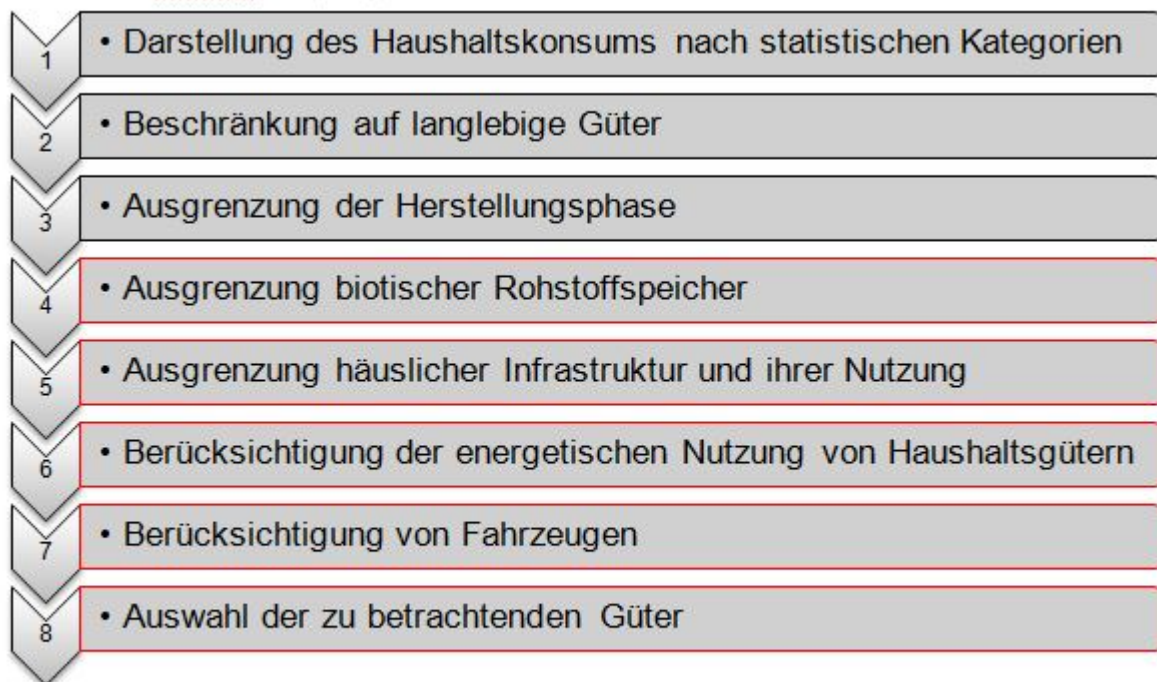 1 • Darstellung des Haushaltskonsums nach statistischen Kategorien
2 • Beschränkung auf langlebige Güter
3 • Ausgrenzung der Herstellungsphase
4 • Ausgrenzung biotischer Rohstoffspeicher
5 • Ausgrenzung häuslicher Infrastruktur und ihrer Nutzung
6 • Berücksichtigung der energetischen Nutzung von Haushaltsgütern
7 • Berücksichtigung von Fahrzeugen
8 • Auswahl der zu betrachtenden Güter